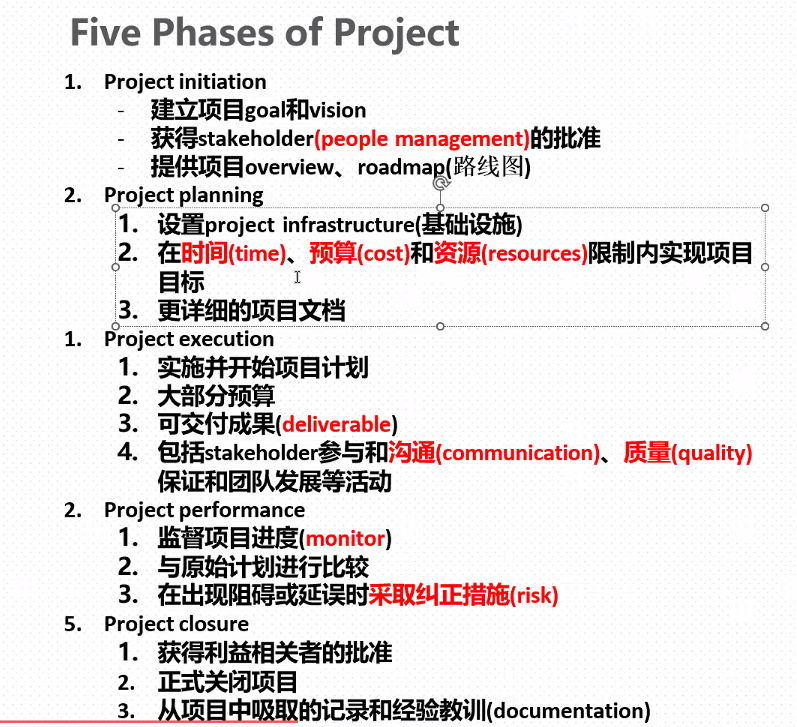 Five Phases of Project
1. Project initiation
- 建立项目goal和vision
- 获得stakeholder(people management)的批准
- 提供项目overview、roadmap(路线图)
2. Project planning
1. 设置project infrastructure(基础设施)
2. 在时间(time)、预算(cost)和资源(resources)限制内实现项目
目标
3. 更详细的项目文档
1. Project execution
1. 实施并开始项目计划
2. 大部分预算
3. 可交付成果(deliverable)
4. 包括stakeholder参与和沟通(communication)、质量(quality)
保证和团队发展等活动
2. Project performance
1. 监督项目进度(monitor)
2. 与原始计划进行比较
3. 在出现阻碍或延误时采取纠正措施(risk)
5. Project closure
1. 获得利益相关者的批准
2. 正式关闭项目
3. 从项目中吸取的记录和经验教训(documentation)